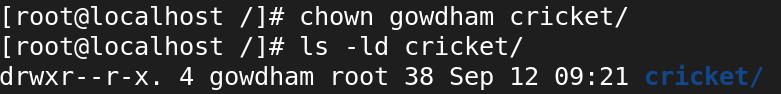 [root@localhost /]# chown gowdham cricket/
[root@localhost /]# ls -ld cricket/
drwxr--r-x. 4 gowdham root 38 Sep 12 09:21 cricket/